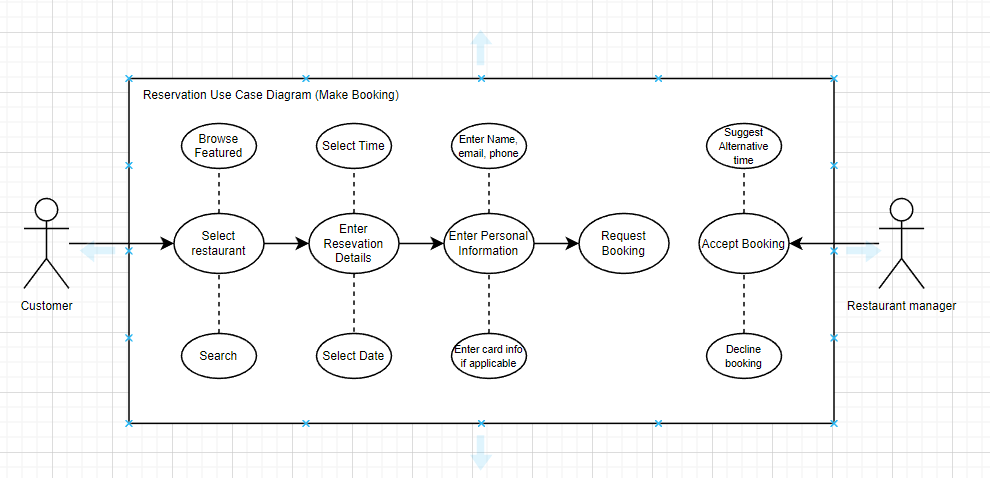 Reservation Use Case Diagram (Make Booking)
Browse
Featured
Select Time
Enter Name,
email, phone
Suggest
Alternative
time
Select
restaurant
Enter
Resevation
Details
Enter Personal
Information
Request
Booking
Accept Booking
Customer
Restaurant manager
Search
Select Date
Enter card info
if applicable
Decline
booking